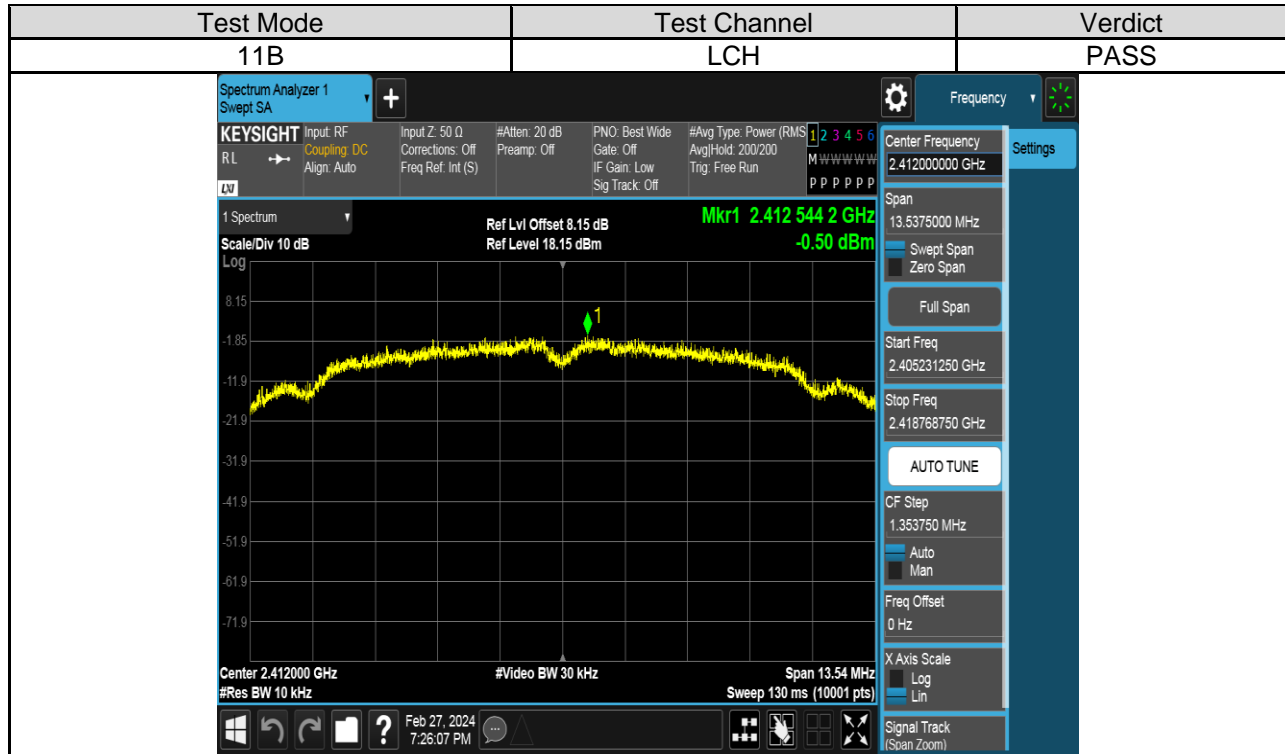 Test Mode Test Channel Verdict
11B LCH PASS
Spectrum Analyzer 1
Swept SA
+
Frequency
KEYSIGHT Input: RF Input Z: 50 Ω #Atten: 20 dB PNO: Best Wide #Avg Type: Power (RMS 1 2 3 4 5 6
RL Coupling: DC Corrections: Off Preamp: Off Gate: Off Avg|Hold: 200/200 M W W W W W
Align: Auto Freq Ref: Int (S) IF Gain: Low Trig: Free Run
LXI Sig Track: Off P P P P P P
1 Spectrum
Scale/Div 10 dB
Log
Ref Lvl Offset 8.15 dB
Ref Level 18.15 dBm
Mkr1 2.412 544 2 GHz
-0.50 dBm
8.15
1
-1.85
-11.9
-21.9
-31.9
-41.9
-51.9
-61.9
-71.9
Center 2.412000 GHz #Video BW 30 kHz Span 13.54 MHz
#Res BW 10 kHz Sweep 130 ms (10001 pts)
Center Frequency
2.412000000 GHz
Settings
Span
13.5375000 MHz
Swept Span
Zero Span
Full Span
Start Freq
2.405231250 GHz
Stop Freq
2.418768750 GHz
AUTO TUNE
CF Step
1.353750 MHz
Auto
Man
Freq Offset
0 Hz
X Axis Scale
Log
Lin
Signal Track
(Span Zoom)
?
Feb 27, 2024
7:26:07 PM